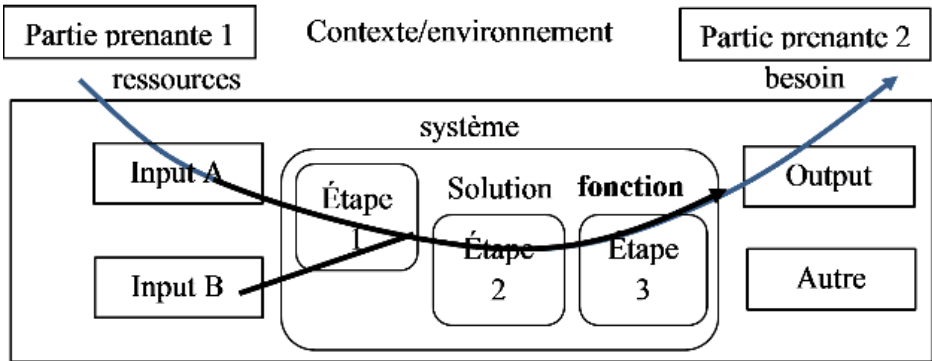 Partie prenante 1
Contexte/environnement
Partie prenante 2
ressources
besoin
système
Input A
Étape
1
Solution
fonction
Output
Étape
2
Étape
3
Input B
Autre